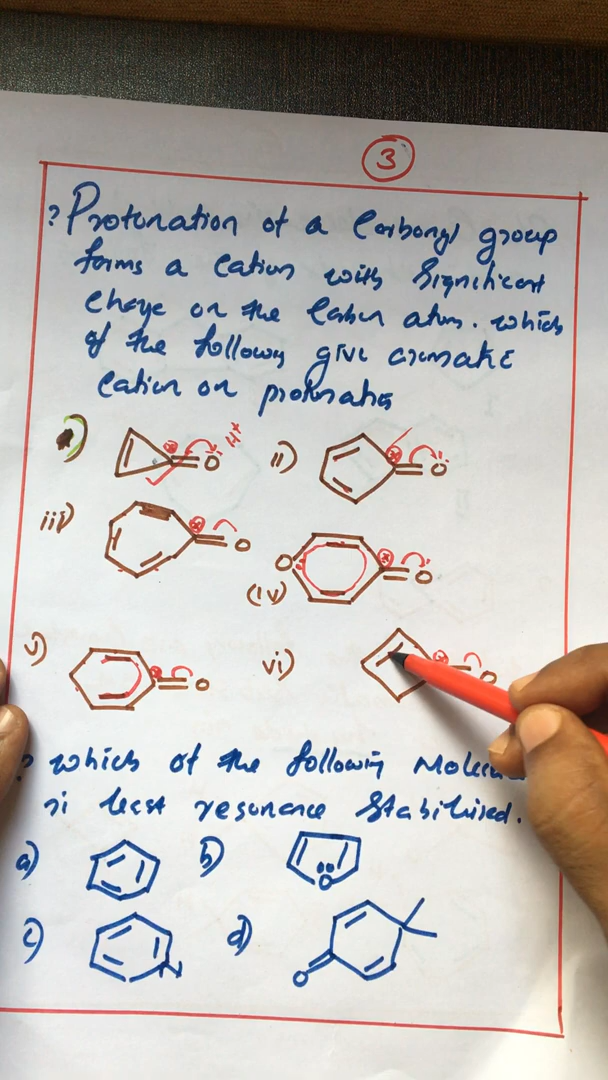 3
? Protonation of a Carbonyl group
forms a Cation with Significant
Charge on the Carbon atom. which
of the following give aromatic
Cation on protonation
H+
O
ii) O
iii) O
(iv) O O
v) O
vi) O
? which of the following
is least resonance Stabilised.
a) b) O
c) N d) O